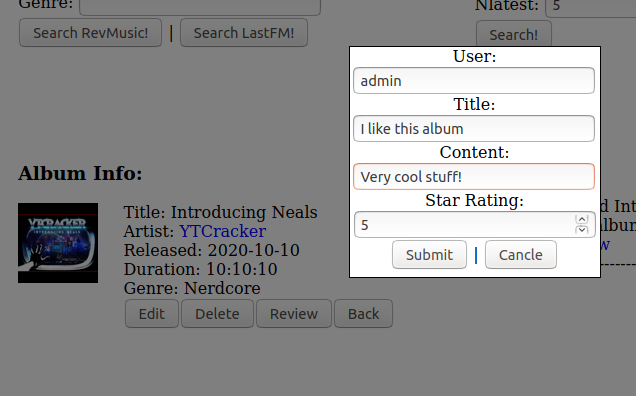 Genre:
Search RevMusic! | Search LastFM!
Nlatest: 5
Search!
User:
admin
Title:
I like this album
Content:
Very cool stuff!
Star Rating:
5
Submit | Cancle
Album Info:
YTCRACKER
INTRODUCING NEALS
Title: Introducing Neals
Artist: YTCracker
Released: 2020-10-10
Duration: 10:10:10
Genre: Nerdcore
Edit Delete Review Back